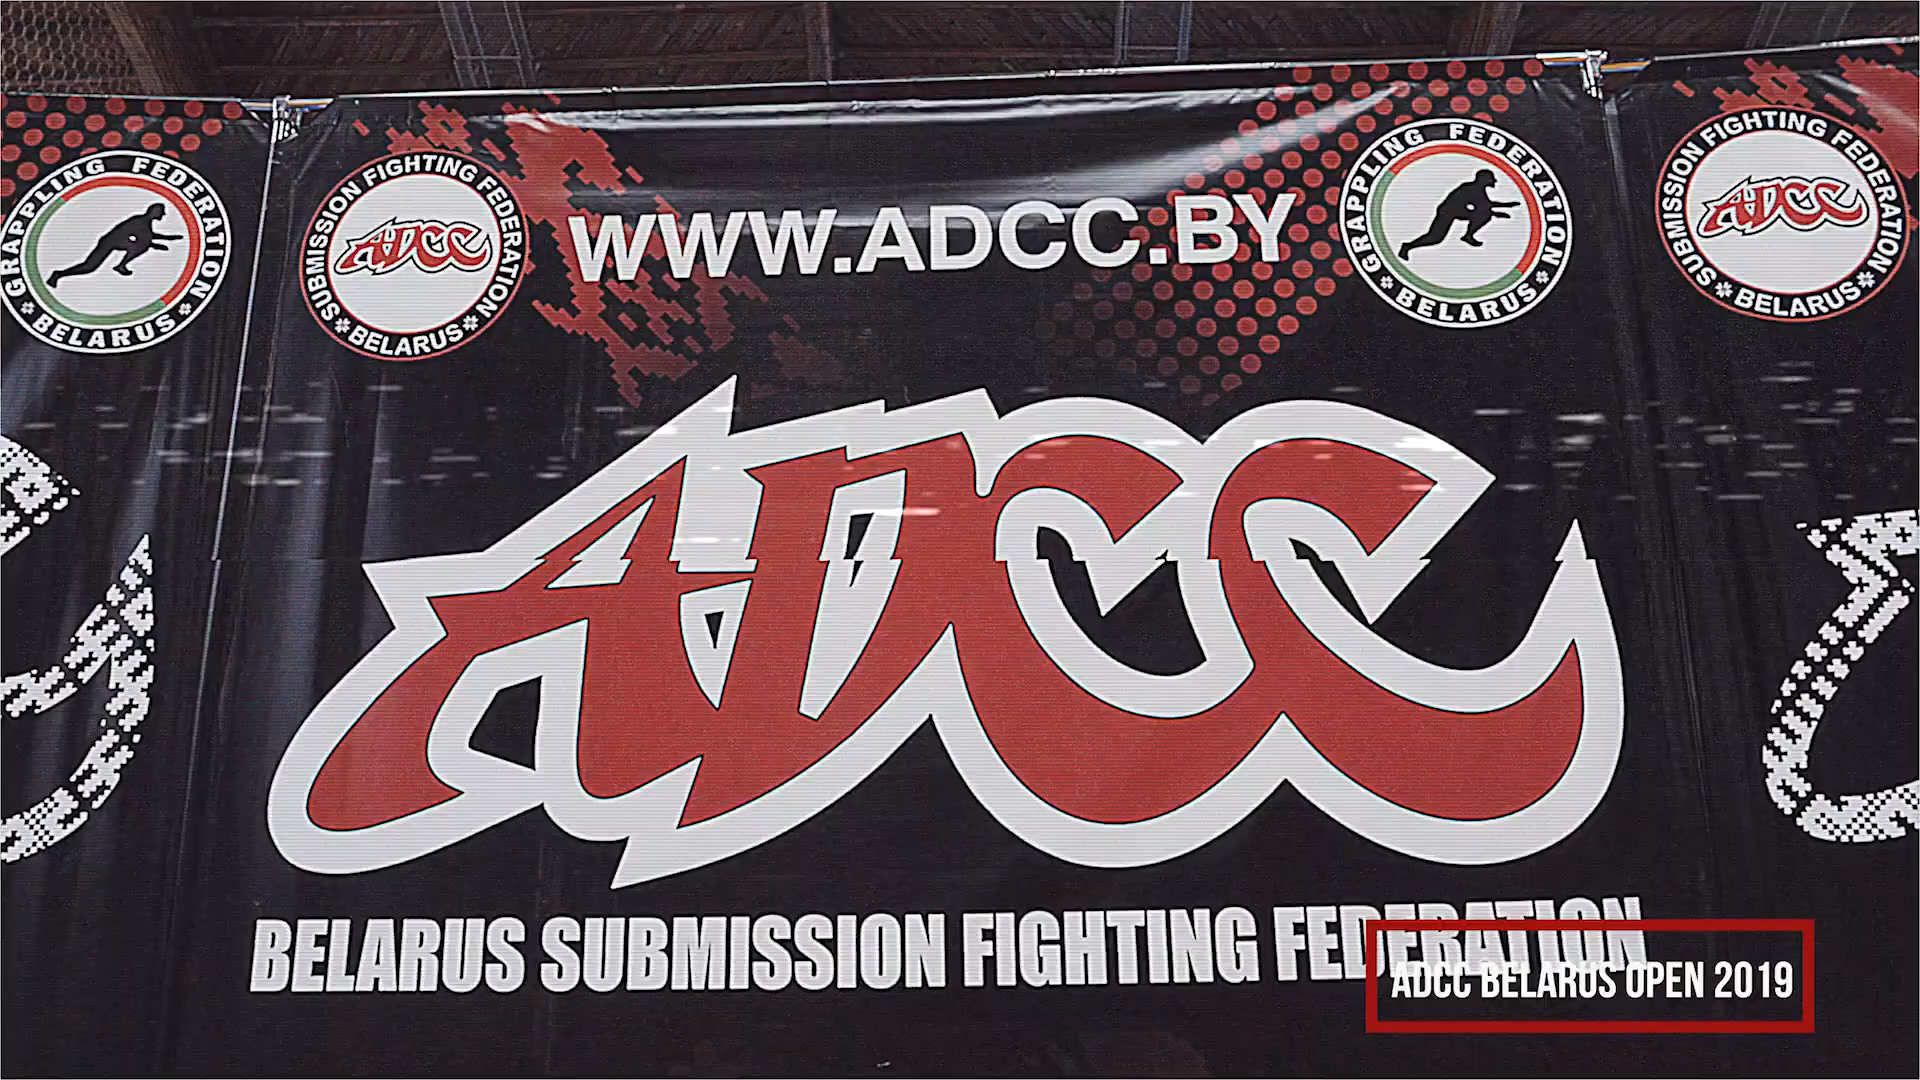 GRAPPLING FEDERATION
BELARUS
SUBMISSION FIGHTING FEDERATION
ADCC
BELARUS
WWW.ADCC.BY
GRAPPLING FEDERATION
BELARUS
SUBMISSION FIGHTING FEDERATION
ADCC
BELARUS
ADCC
BELARUS SUBMISSION FIGHTING FEDERATION
ADCC BELARUS OPEN 2019